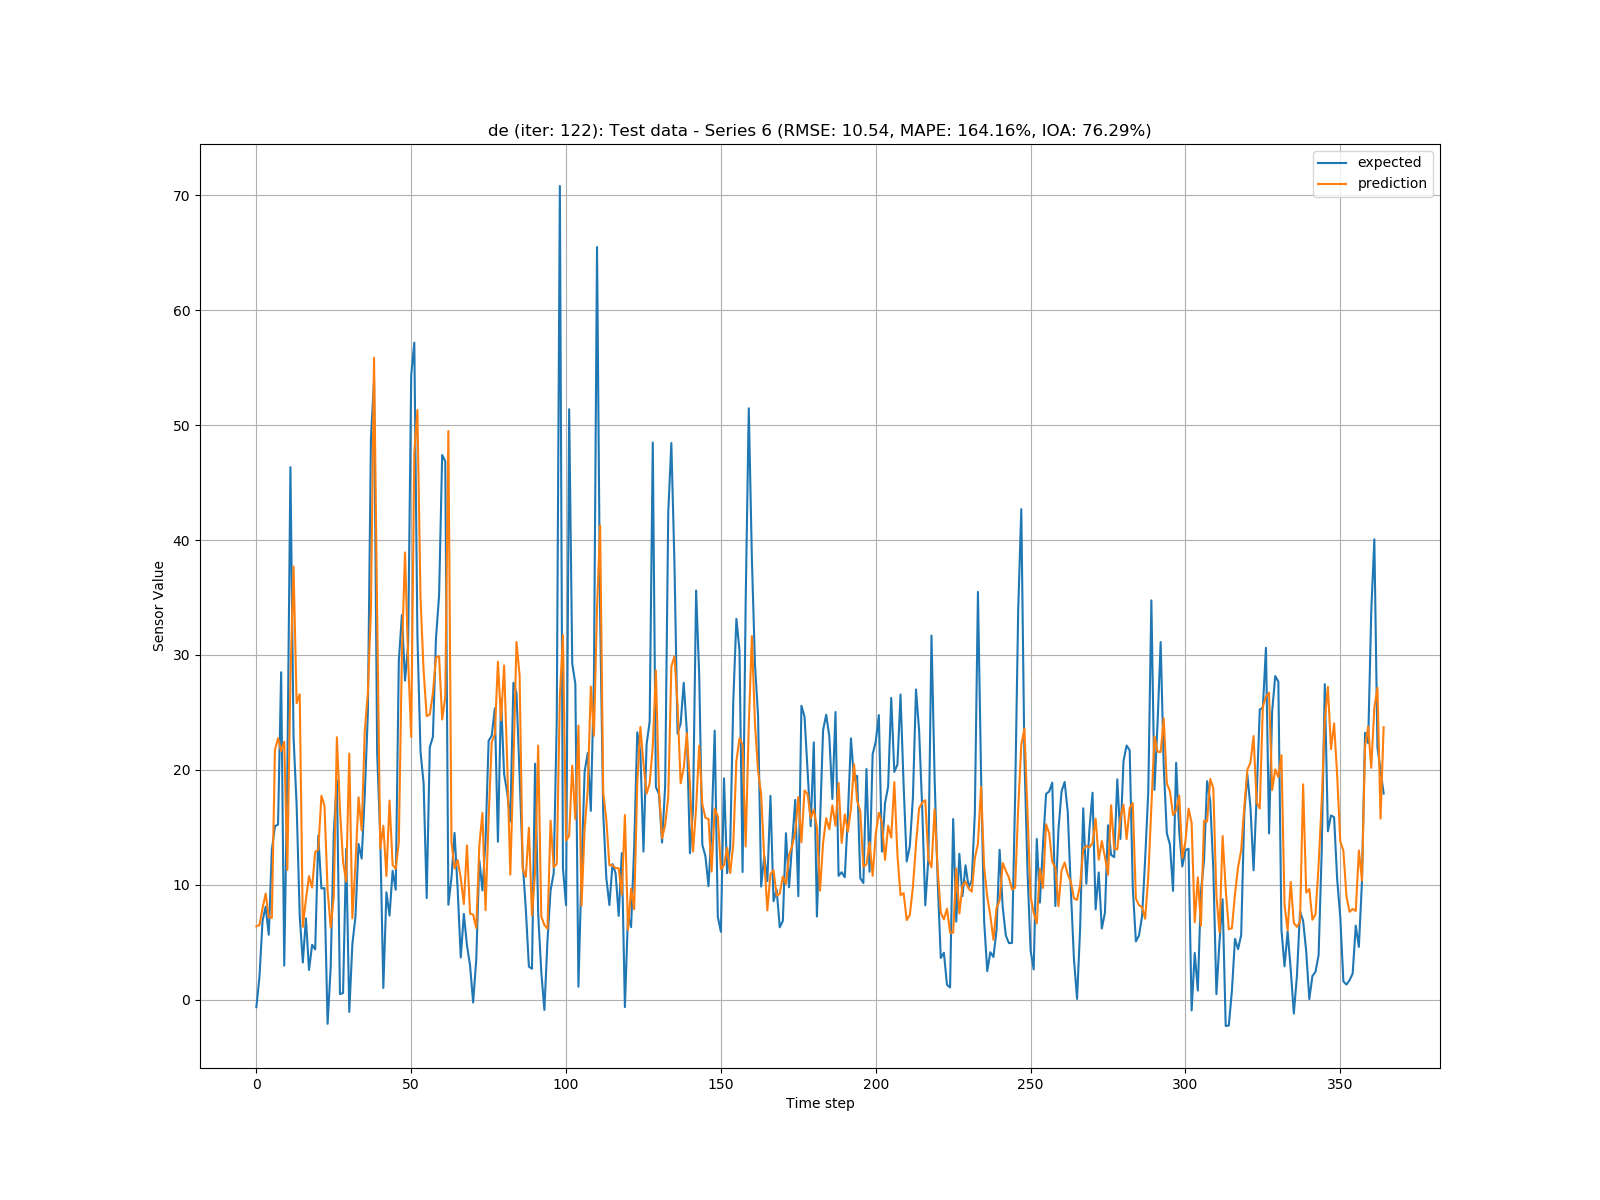 de (iter: 122): Test data - Series 6 (RMSE: 10.54, MAPE: 164.16%, IOA: 76.29%)
expected
prediction
70
60
50
40
30
20
10
0
Sensor Value
0 50 100 150 200 250 300 350
Time step